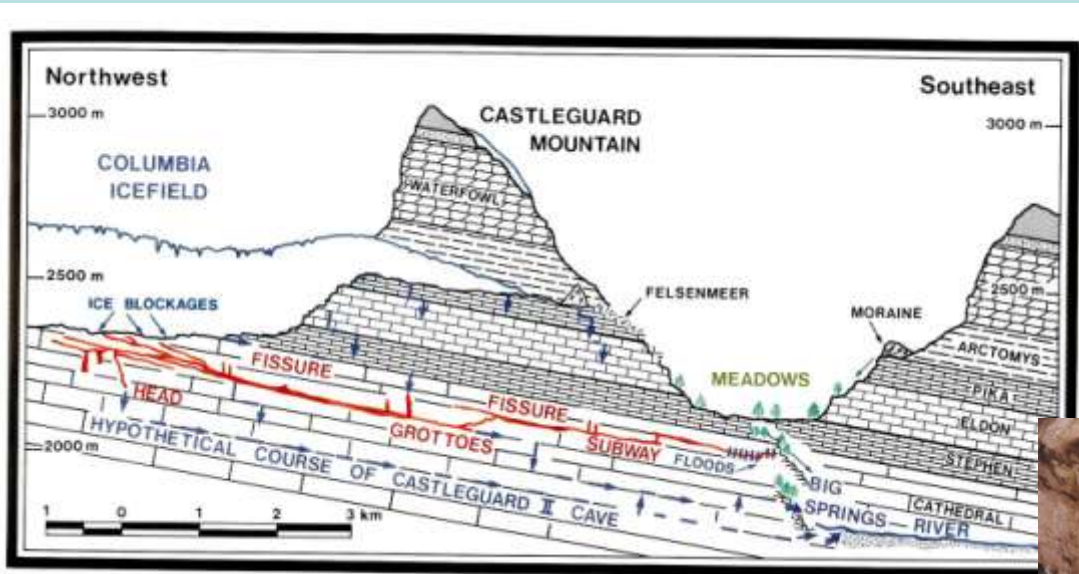 Northwest
Southeast
3000 m
CASTLEGUARD
MOUNTAIN
3000 m
COLUMBIA
ICEFIELD
WATERFOWL
2500 m
2500 m
ICE BLOCKAGES
FELSENMEER
MORAINE
ARCTOMYS
FISSURE
MEADOWS
PIKA
HEAD
FISSURE
ELDON
GROTTOES
SUBWAY
FLOODS
STEPHEN
2000 m
HYPOTHETICAL COURSE OF CASTLEGUARD II CAVE
BIG
SPRINGS - RIVER
CATHEDRAL
1 0 1 2 3 km